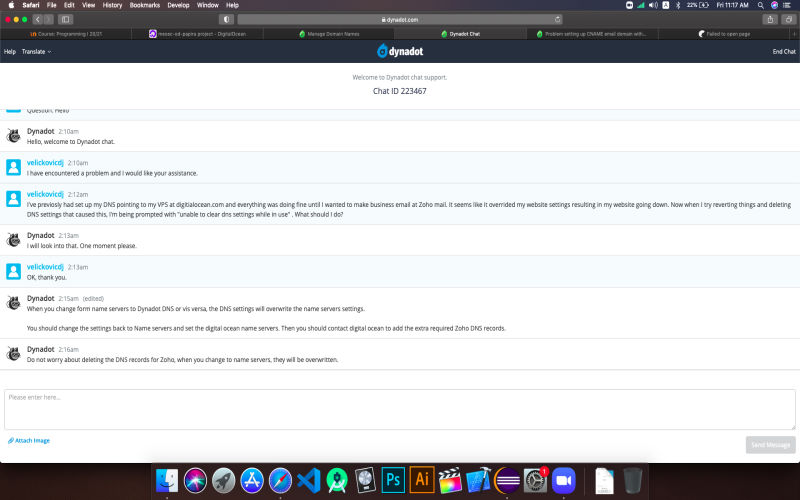 Safari File Edit View History Bookmarks Develop Window Help 22% Fri 11:17 AM
dynadot.com
Course: Programming I 20/21
mesec-od-papira project - DigitalOcean
Manage Domain Names
Dynadot Chat
Problem setting up CNAME email domain with...
Failed to open page
Help Translate dynadot End Chat
Welcome to Dynadot chat support.
Chat ID 223467
Question: Hello
Dynadot 2:10am
Hello, welcome to Dynadot chat.
velickovicdj 2:10am
I have encountered a problem and I would like your assistance.
velickovicdj 2:12am
I've previosly had set up my DNS pointing to my VPS at digitialocean.com and everything was doing fine until I wanted to make business email at Zoho mail. It seems like it overrided my website settings resulting in my website going down. Now when I try reverting things and deleting
DNS settings that caused this, I'm being prompted with "unable to clear dns settings while in use" . What should I do?
Dynadot 2:13am
I will look into that. One moment please.
velickovicdj 2:13am
OK, thank you.
Dynadot 2:15am (edited)
When you change form name servers to Dynadot DNS or vis versa, the DNS settings will overwrite the name servers settings.
You should change the settings back to Name servers and set the digital ocean name servers. Then you should contact digital ocean to add the extra required Zoho DNS records.
Dynadot 2:16am
Do not worry about deleting the DNS records for Zoho, when you change to name servers, they will be overwritten.
Please enter here...
Attach Image
Send Message
Ps
Ai
1